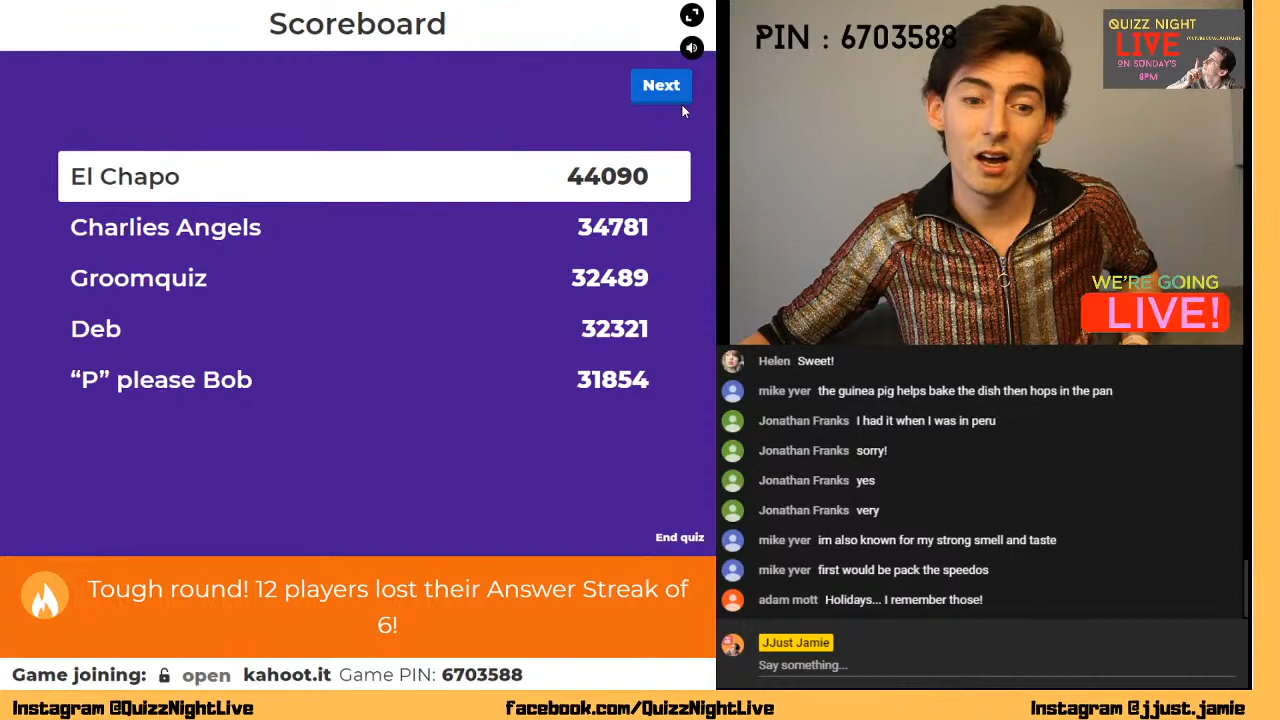 Scoreboard
Next
El Chapo 44090
Charlies Angels 34781
Groomquiz 32489
Deb 32321
“P” please Bob 31854
End quiz
Tough round! 12 players lost their Answer Streak of
6!
Game joining: open kahoot.it Game PIN: 6703588
PIN : 6703588
QUIZZ NIGHT
LIVE
ON SUNDAY'S
8PM
WE'RE GOING
LIVE!
Helen Sweet!
mike yver the guinea pig helps bake the dish then hops in the pan
Jonathan Franks I had it when I was in peru
Jonathan Franks sorry!
Jonathan Franks yes
Jonathan Franks very
mike yver im also known for my strong smell and taste
mike yver first would be pack the speedos
adam mott Holidays... I remember those!
JJust Jamie
Say something...
Instagram @QuizzNightLive facebook.com/QuizzNightLive Instagram @jjust.jamie